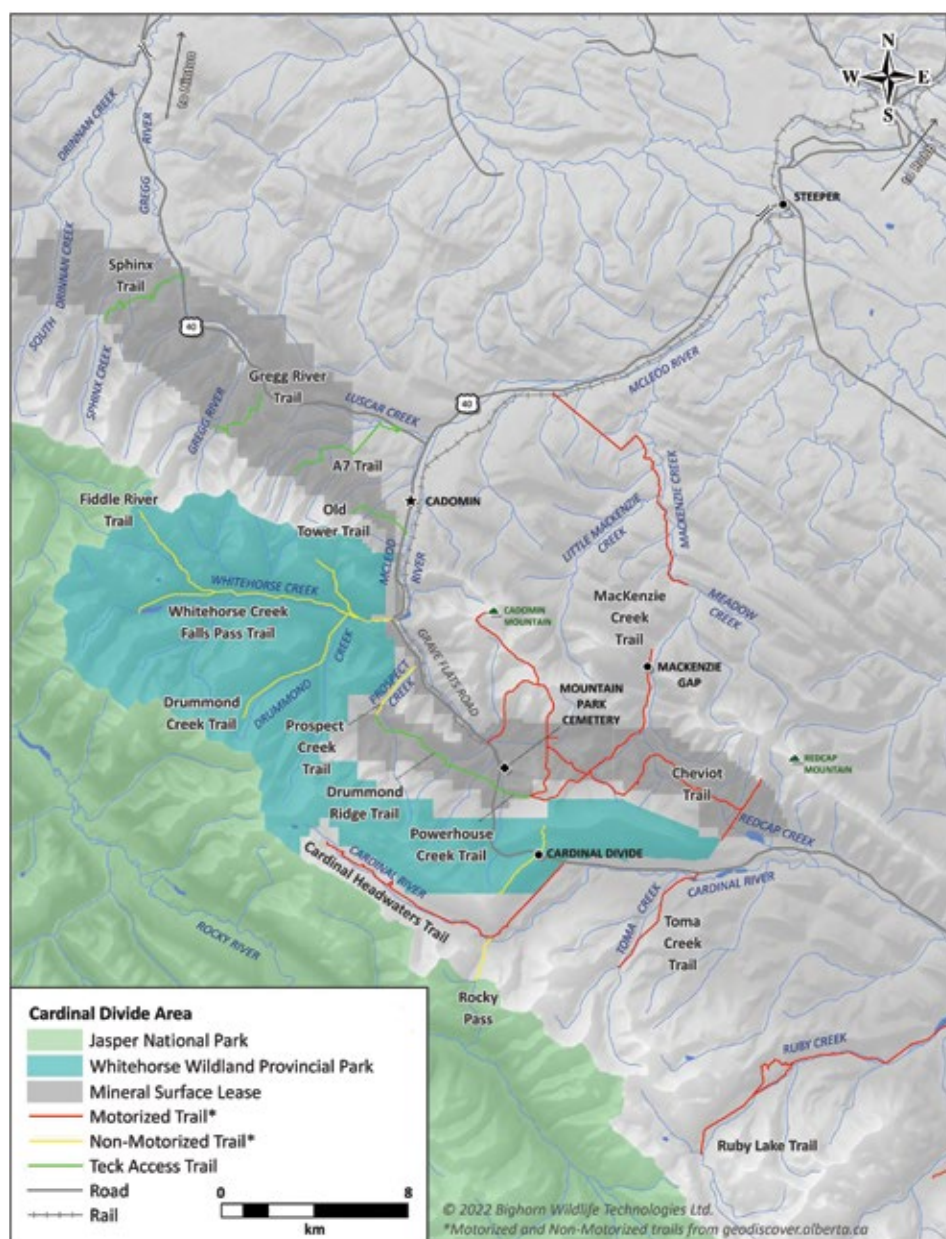 N
W E
S
to Hinton
DRINNAN CREEK
GREGG RIVER
STEEPER
Sphinx
Trail
SOUTH DRINNAN CREEK
40
SPHINX CREEK
Gregg River
Trail
GREGG RIVER
LUSCAR CREEK
40
MCLEOD RIVER
A7 Trail
Fiddle River
Trail
CADOMIN
Old
Tower Trail
MCLEOD RIVER
LITTLE MACKENZIE
CREEK
MACKENZIE CREEK
WHITEHORSE CREEK
Whitehorse Creek
Falls Pass Trail
CADOMIN
MOUNTAIN
MacKenzie
Creek
Trail
MEADOW
CREEK
GRAVE FLATS ROAD
MACKENZIE
GAP
Drummond
Creek Trail
DRUMMOND CREEK
PROSPECT
CREEK
MOUNTAIN
PARK
CEMETERY
Prospect
Creek
Trail
REDCAP
MOUNTAIN
Cheviot
Trail
Drummond
Ridge Trail
Powerhouse
Creek Trail
REDCAP CREEK
CARDINAL DIVIDE
CARDINAL RIVER
Cardinal Headwaters Trail
CARDINAL RIVER
TOMA CREEK
Toma
Creek
Trail
ROCKY RIVER
Rocky
Pass
RUBY CREEK
Ruby Lake Trail
Cardinal Divide Area
Jasper National Park
Whitehorse Wildland Provincial Park
Mineral Surface Lease
Motorized Trail*
Non-Motorized Trail*
Teck Access Trail
Road
Rail
0 8
km
© 2022 Bighorn Wildlife Technologies Ltd.
*Motorized and Non-Motorized trails from geodiscover.alberta.ca